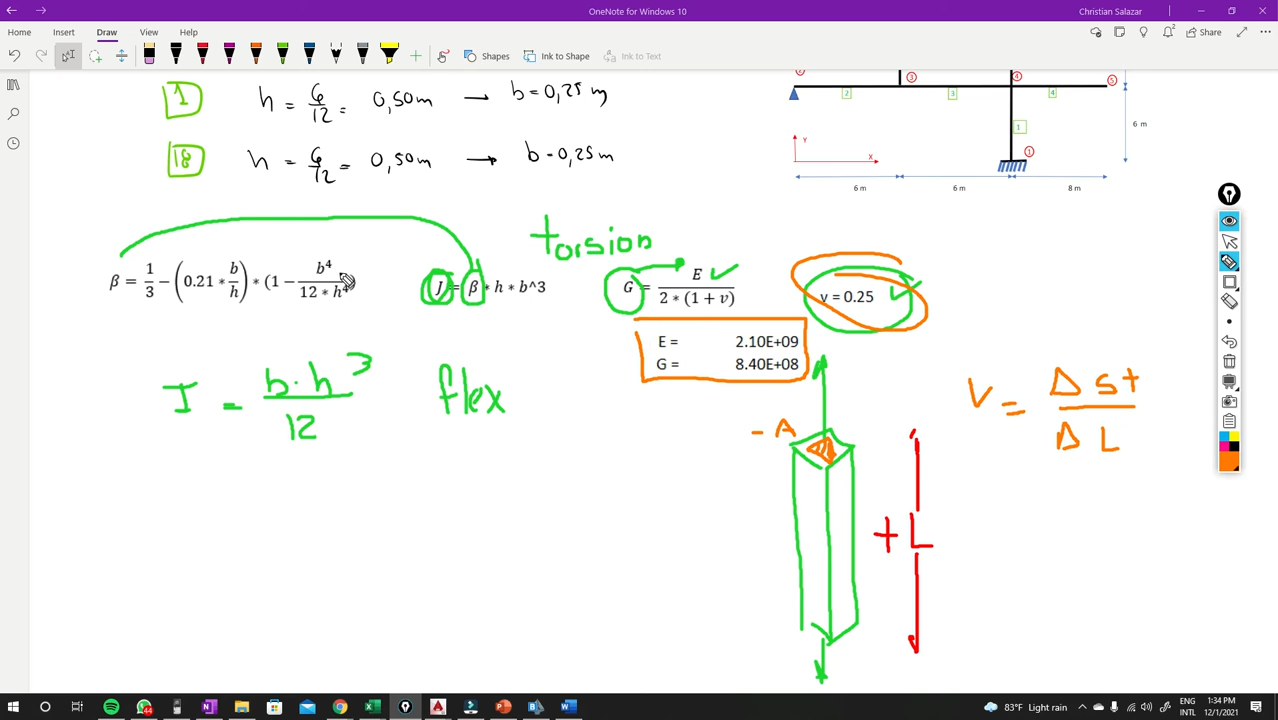 OneNote for Windows 10
Christian Salazar
Home Insert Draw View Help
Share
Shapes Ink to Shape Ink to Text
1 h = 6/12 = 0,50m → b = 0,25 m
18 h = 6/12 = 0,50m → b = 0,25m
3 4 5
2 3 4
1
1
Y
X
6 m
6 m 6 m 8 m
torsion
β = 1/3 − (0.21 * b/h) * (1 − b⁴/12 * h⁴)
J = β * h * b^3
G = E/2 * (1 + v)
v = 0.25
E = 2.10E+09
G = 8.40E+08
I = b·h³/12 flex
V = Δ st/Δ L
- A
+ L
44
83°F Light rain
ENG
INTL
1:34 PM
12/1/2021